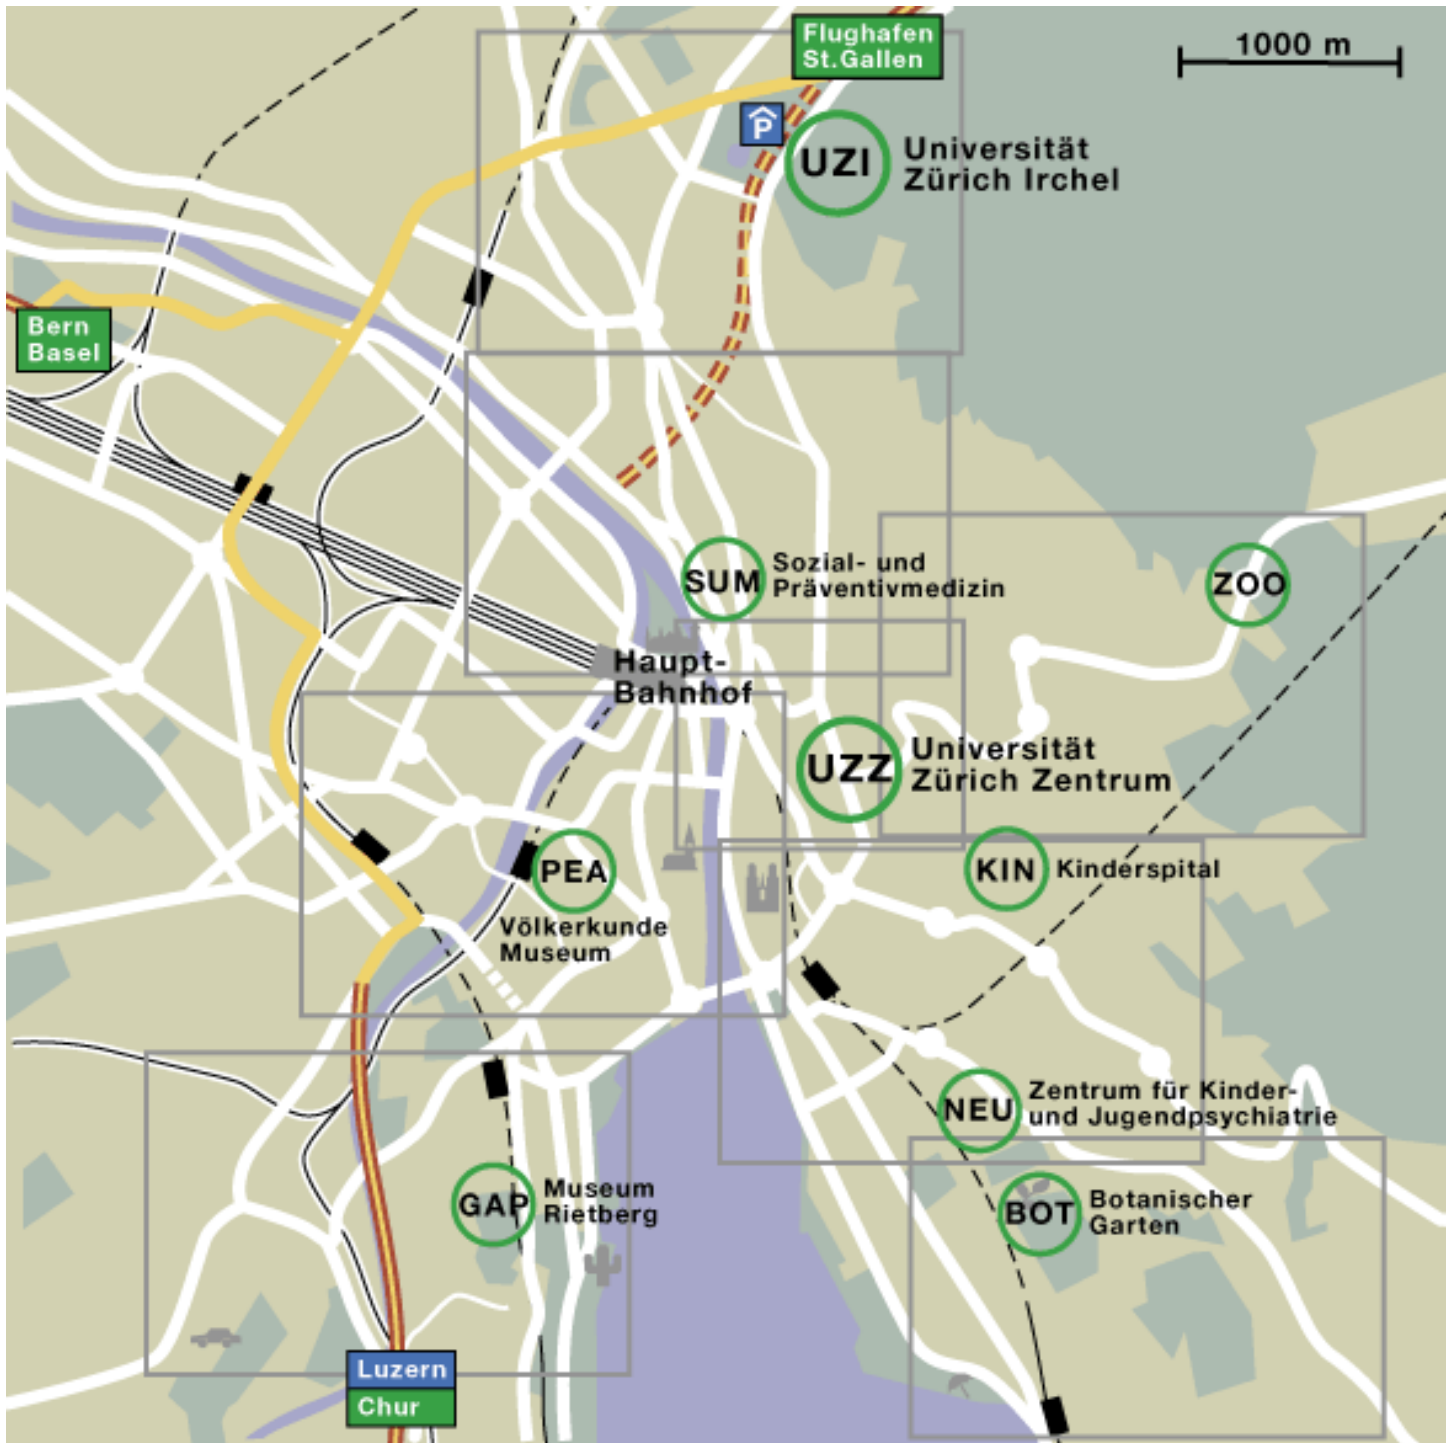 Flughafen
St.Gallen
1000 m
P
UZI
Universität
Zürich Irchel
Bern
Basel
SUM
Sozial- und
Präventivmedizin
ZOO
Haupt-
Bahnhof
UZZ
Universität
Zürich Zentrum
PEA
Völkerkunde
Museum
KIN
Kinderspital
NEU
Zentrum für Kinder-
und Jugendpsychiatrie
GAP
Museum
Rietberg
BOT
Botanischer
Garten
Luzern
Chur